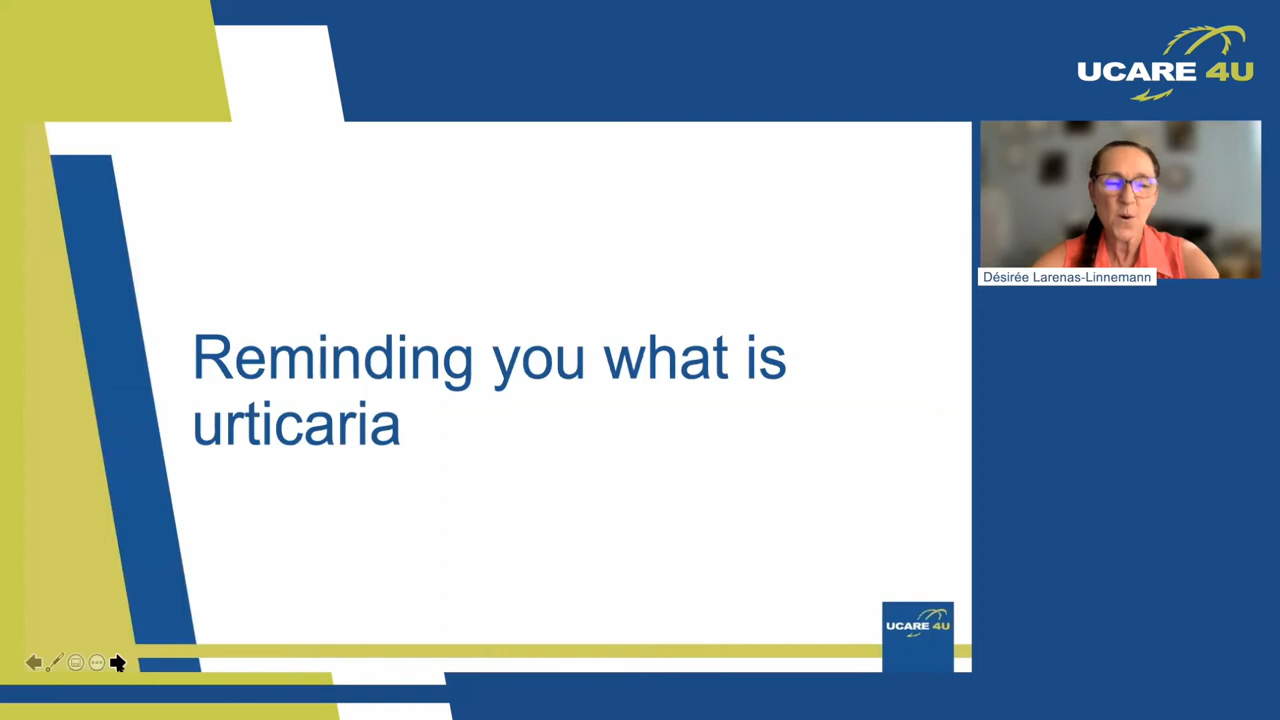 UCARE 4U
Désirée Larenas-Linnemann
Reminding you what is
urticaria
UCARE 4U